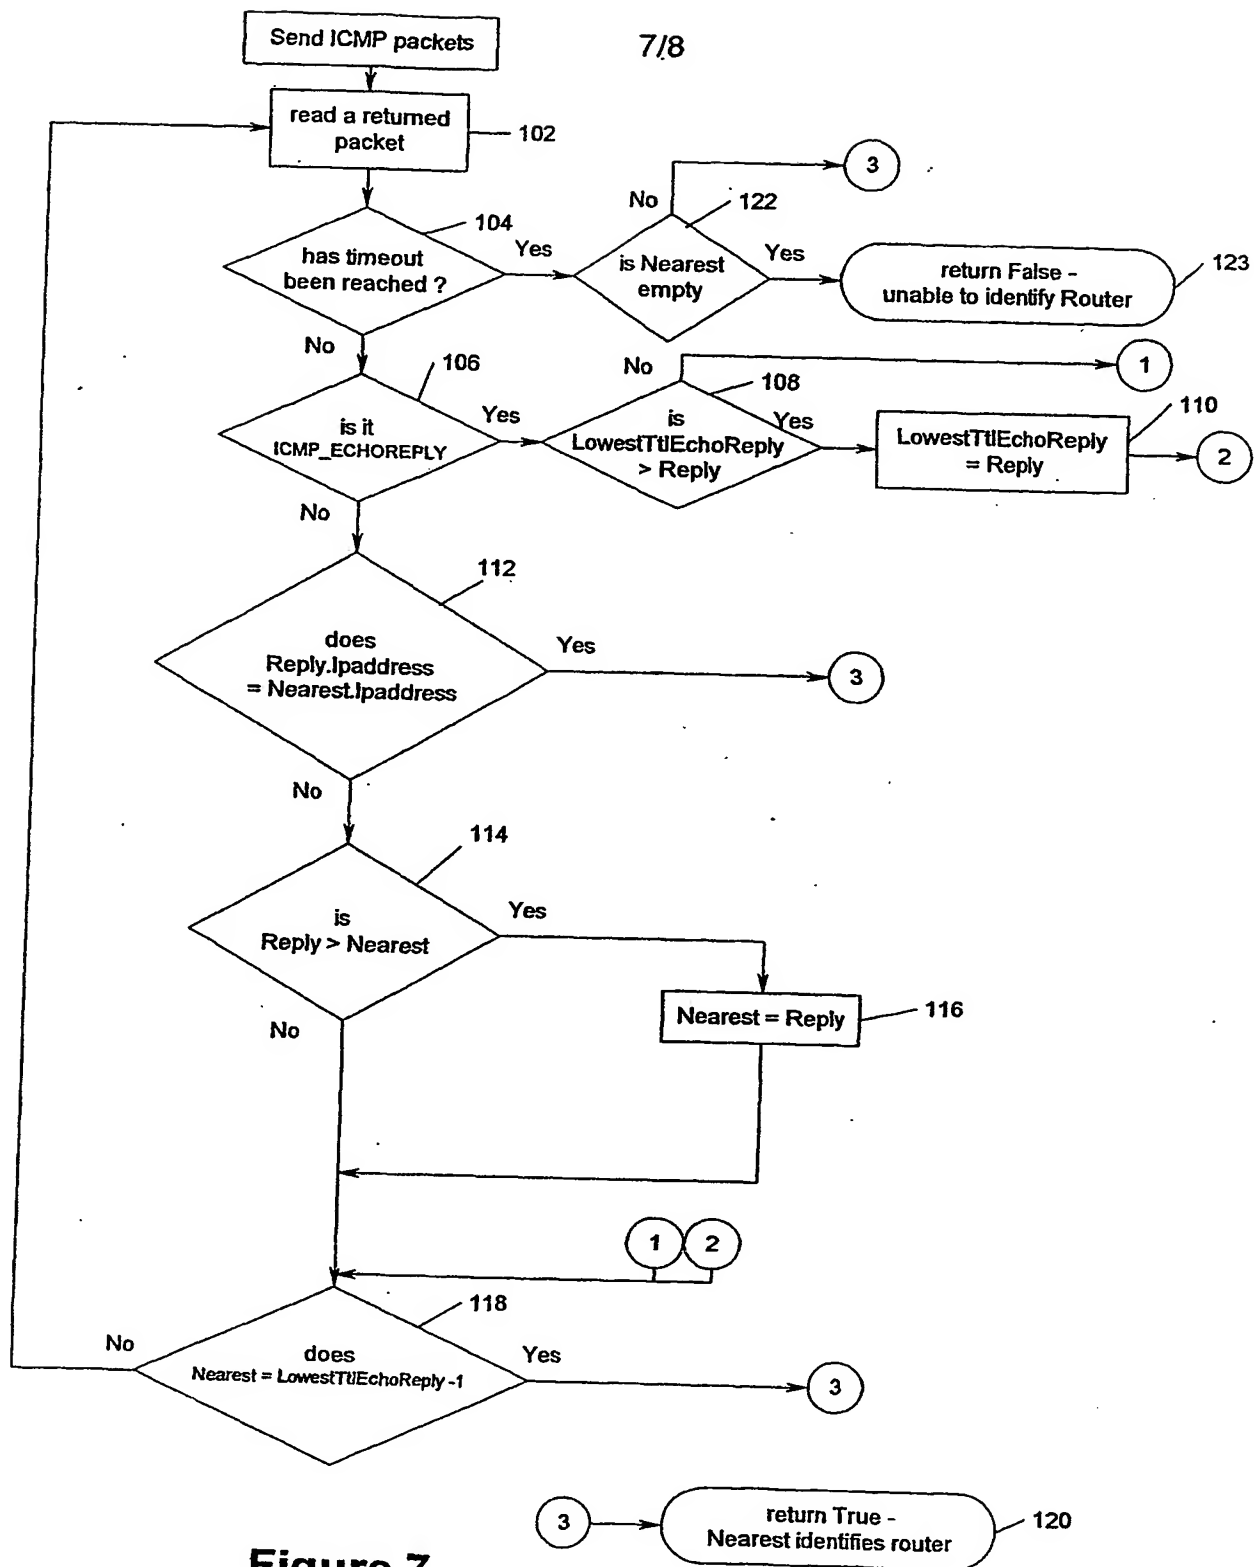 7/8
Send ICMP packets
read a returned
packet
102
3
No
122
104
has timeout
been reached ?
Yes
is Nearest
empty
Yes
return False -
unable to identify Router
123
No
106
No
1
108
is it
ICMP_ECHOREPLY
Yes
is
LowestTtlEchoReply
> Reply
Yes
110
LowestTtlEchoReply
= Reply
2
No
112
does
Reply.Ipaddress
= Nearest.Ipaddress
Yes
3
No
114
is
Reply > Nearest
Yes
No
Nearest = Reply
116
1
2
118
No
does
Nearest = LowestTtlEchoReply -1
Yes
3
3
return True -
Nearest identifies router
120
Figure 7